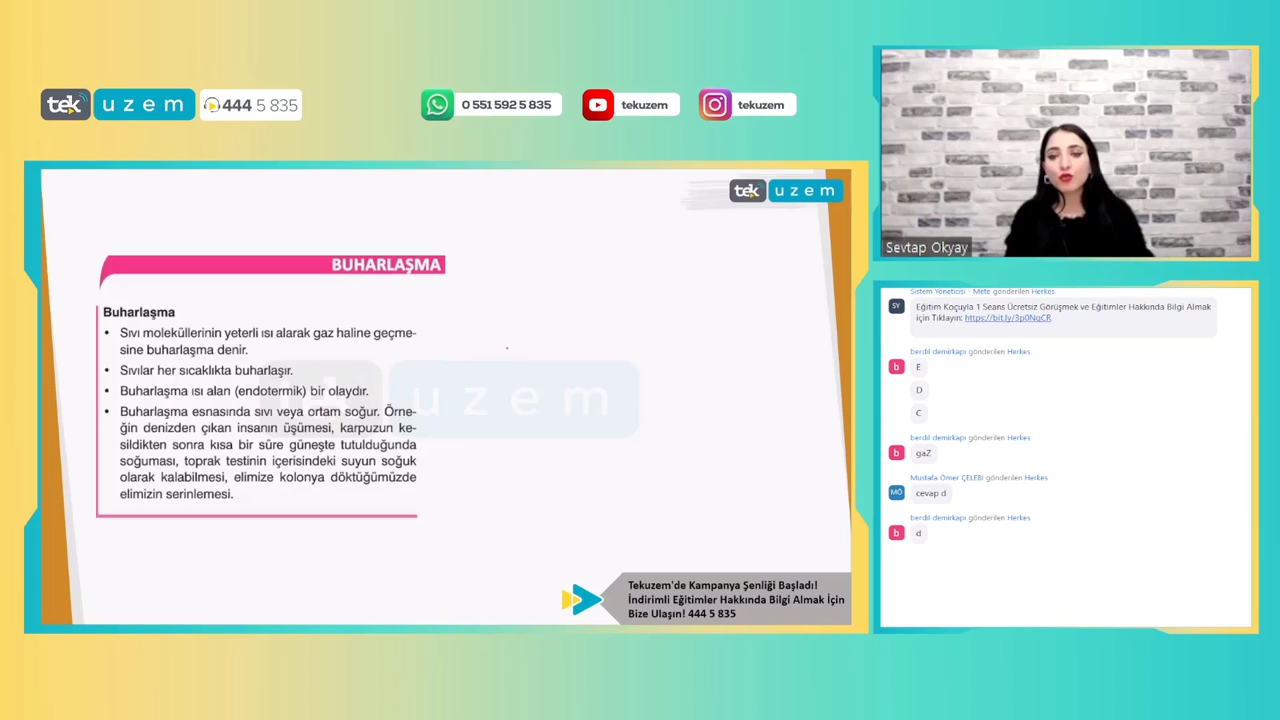 tek uzem 444 5 835
0 551 592 5 835
tekuzem
tekuzem
Sevtap Okyay
tek uzem
BUHARLAŞMA
Buharlaşma
• Sıvı moleküllerinin yeterli ısı alarak gaz haline geçme-
sine buharlaşma denir.
• Sıvılar her sıcaklıkta buharlaşır.
• Buharlaşma ısı alan (endotermik) bir olaydır.
• Buharlaşma esnasında sıvı veya ortam soğur. Örne-
ğin denizden çıkan insanın üşümesi, karpuzun ke-
sildikten sonra kısa bir süre güneşte tutulduğunda
soğuması, toprak testinin içerisindeki suyun soğuk
olarak kalabilmesi, elimize kolonya döktüğümüzde
elimizin serinlemesi.
tek uzem
Tekuzem'de Kampanya Şenliği Başladı!
İndirimli Eğitimler Hakkında Bilgi Almak İçin
Bize Ulaşın! 444 5 835
Sistem Yöneticisi - Mete gönderilen Herkes
SY
Eğitim Koçuyla 1 Seans Ücretsiz Görüşmek ve Eğitimler Hakkında Bilgi Almak
için Tıklayın: https://bit.ly/3p0NqCR
berdil demirkapı gönderilen Herkes
b E
D
C
berdil demirkapı gönderilen Herkes
b gaZ
Mustafa Ömer ÇELEBİ gönderilen Herkes
MÖ cevap d
berdil demirkapı gönderilen Herkes
b d